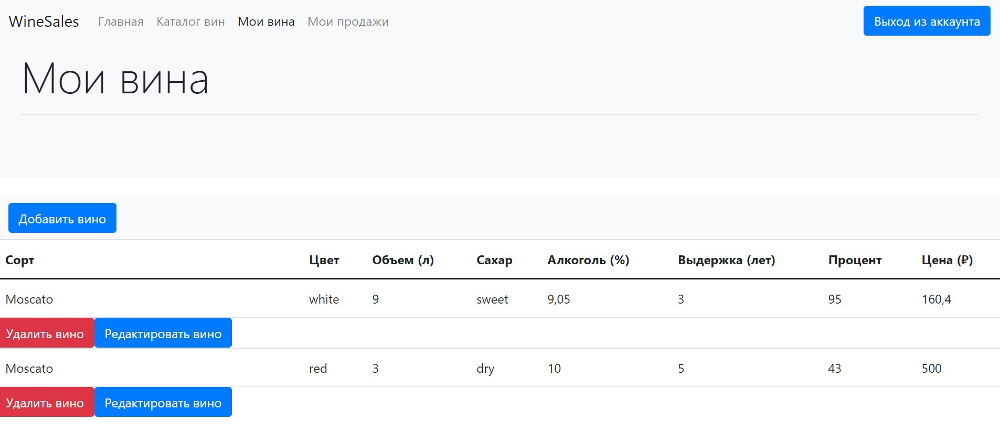 WineSales Главная Каталог вин Мои вина Мои продажи Выход из аккаунта
Мои вина
Добавить вино
Сорт Цвет Объем (л) Сахар Алкоголь (%) Выдержка (лет) Процент Цена (₽)
Moscato white 9 sweet 9,05 3 95 160,4
Удалить вино Редактировать вино
Moscato red 3 dry 10 5 43 500
Удалить вино Редактировать вино